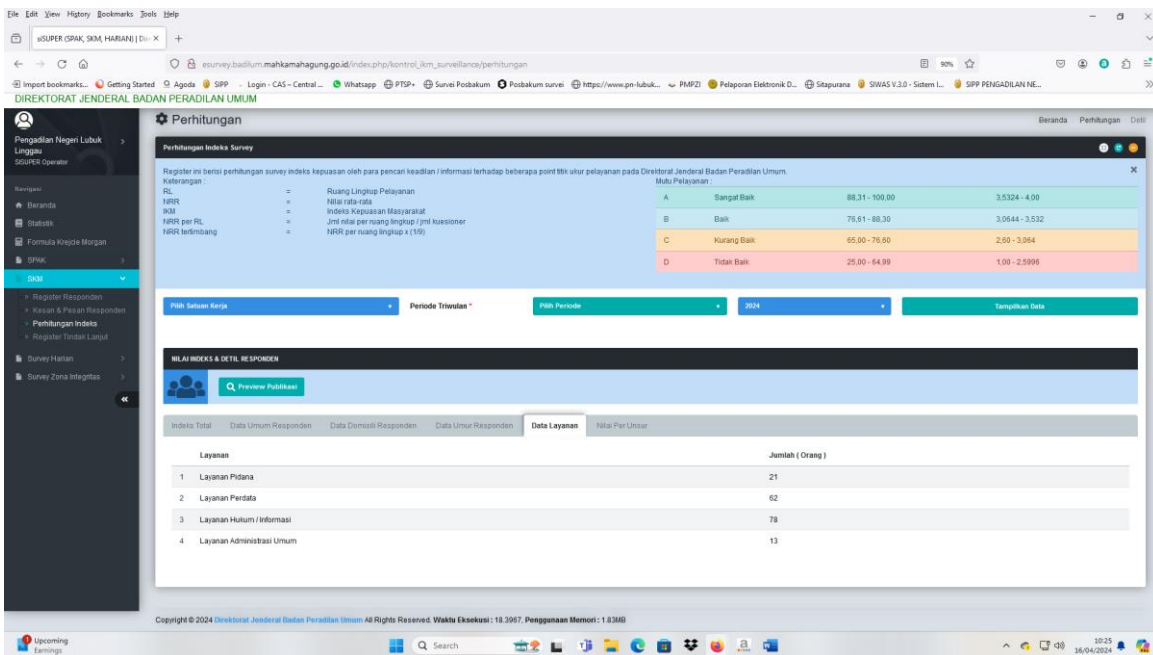 File Edit View History Bookmarks Tools Help
siSUPER (SPAK, SKM, HARIAN) | Di
esurvey.badilum.mahkamahagung.go.id/index.php/kontrol_ikm_surveillance/perhitungan 90%
Import bookmarks... Getting Started Agoda SIPP Login - CAS – Central ... Whatsapp PTSP+ Survei Posbakum Posbakum survei https://www.pn-lubuk... PMPZI Pelaporan Elektronik D... Sitapurana SIWAS V.3.0 - Sistem I... SIPP PENGADILAN NE...
DIREKTORAT JENDERAL BADAN PERADILAN UMUM
Pengadilan Negeri Lubuk Linggau
SISUPER Operator
Navigasi
Beranda
Statistik
Formula Krejcie Morgan
SPAK
SKM
Register Responden
Kesan & Pesan Responden
Perhitungan Indeks
Register Tindak Lanjut
Survey Harian
Survey Zona Integritas
Perhitungan
Beranda Perhitungan Detil
Perhitungan Indeks Survey
Register ini berisi perhitungan survey indeks kepuasan oleh para pencari keadilan / informasi terhadap beberapa point titik ukur pelayanan pada Direktorat Jenderal Badan Peradilan Umum.
Keterangan :
RL = Ruang Lingkup Pelayanan
NRR = Nilai rata-rata
IKM = Indeks Kepuasan Masyarakat
NRR per RL = Jml nilai per ruang lingkup / jml kuesioner
NRR tertimbang = NRR per ruang lingkup x (1/9)
Mutu Pelayanan :
A Sangat Baik 88,31 - 100,00 3,5324 - 4,00
B Baik 76,61 - 88,30 3,0644 - 3,532
C Kurang Baik 65,00 - 76,60 2,60 - 3,064
D Tidak Baik 25,00 - 64,99 1,00 - 2,5996
Pilih Satuan Kerja Periode Triwulan * Pilih Periode 2024 Tampilkan Data
NILAI INDEKS & DETIL RESPONDEN
Preview Publikasi
Indeks Total Data Umum Responden Data Domisili Responden Data Umur Responden Data Layanan Nilai Per Unsur
Layanan Jumlah ( Orang )
1 Layanan Pidana 21
2 Layanan Perdata 62
3 Layanan Hukum / Informasi 78
4 Layanan Administrasi Umum 13
Copyright © 2024 Direktorat Jenderal Badan Peradilan Umum All Rights Reserved. Waktu Eksekusi : 18.3967, Penggunaan Memori : 1.83MB
Upcoming
Earnings
Search
10:25
16/04/2024